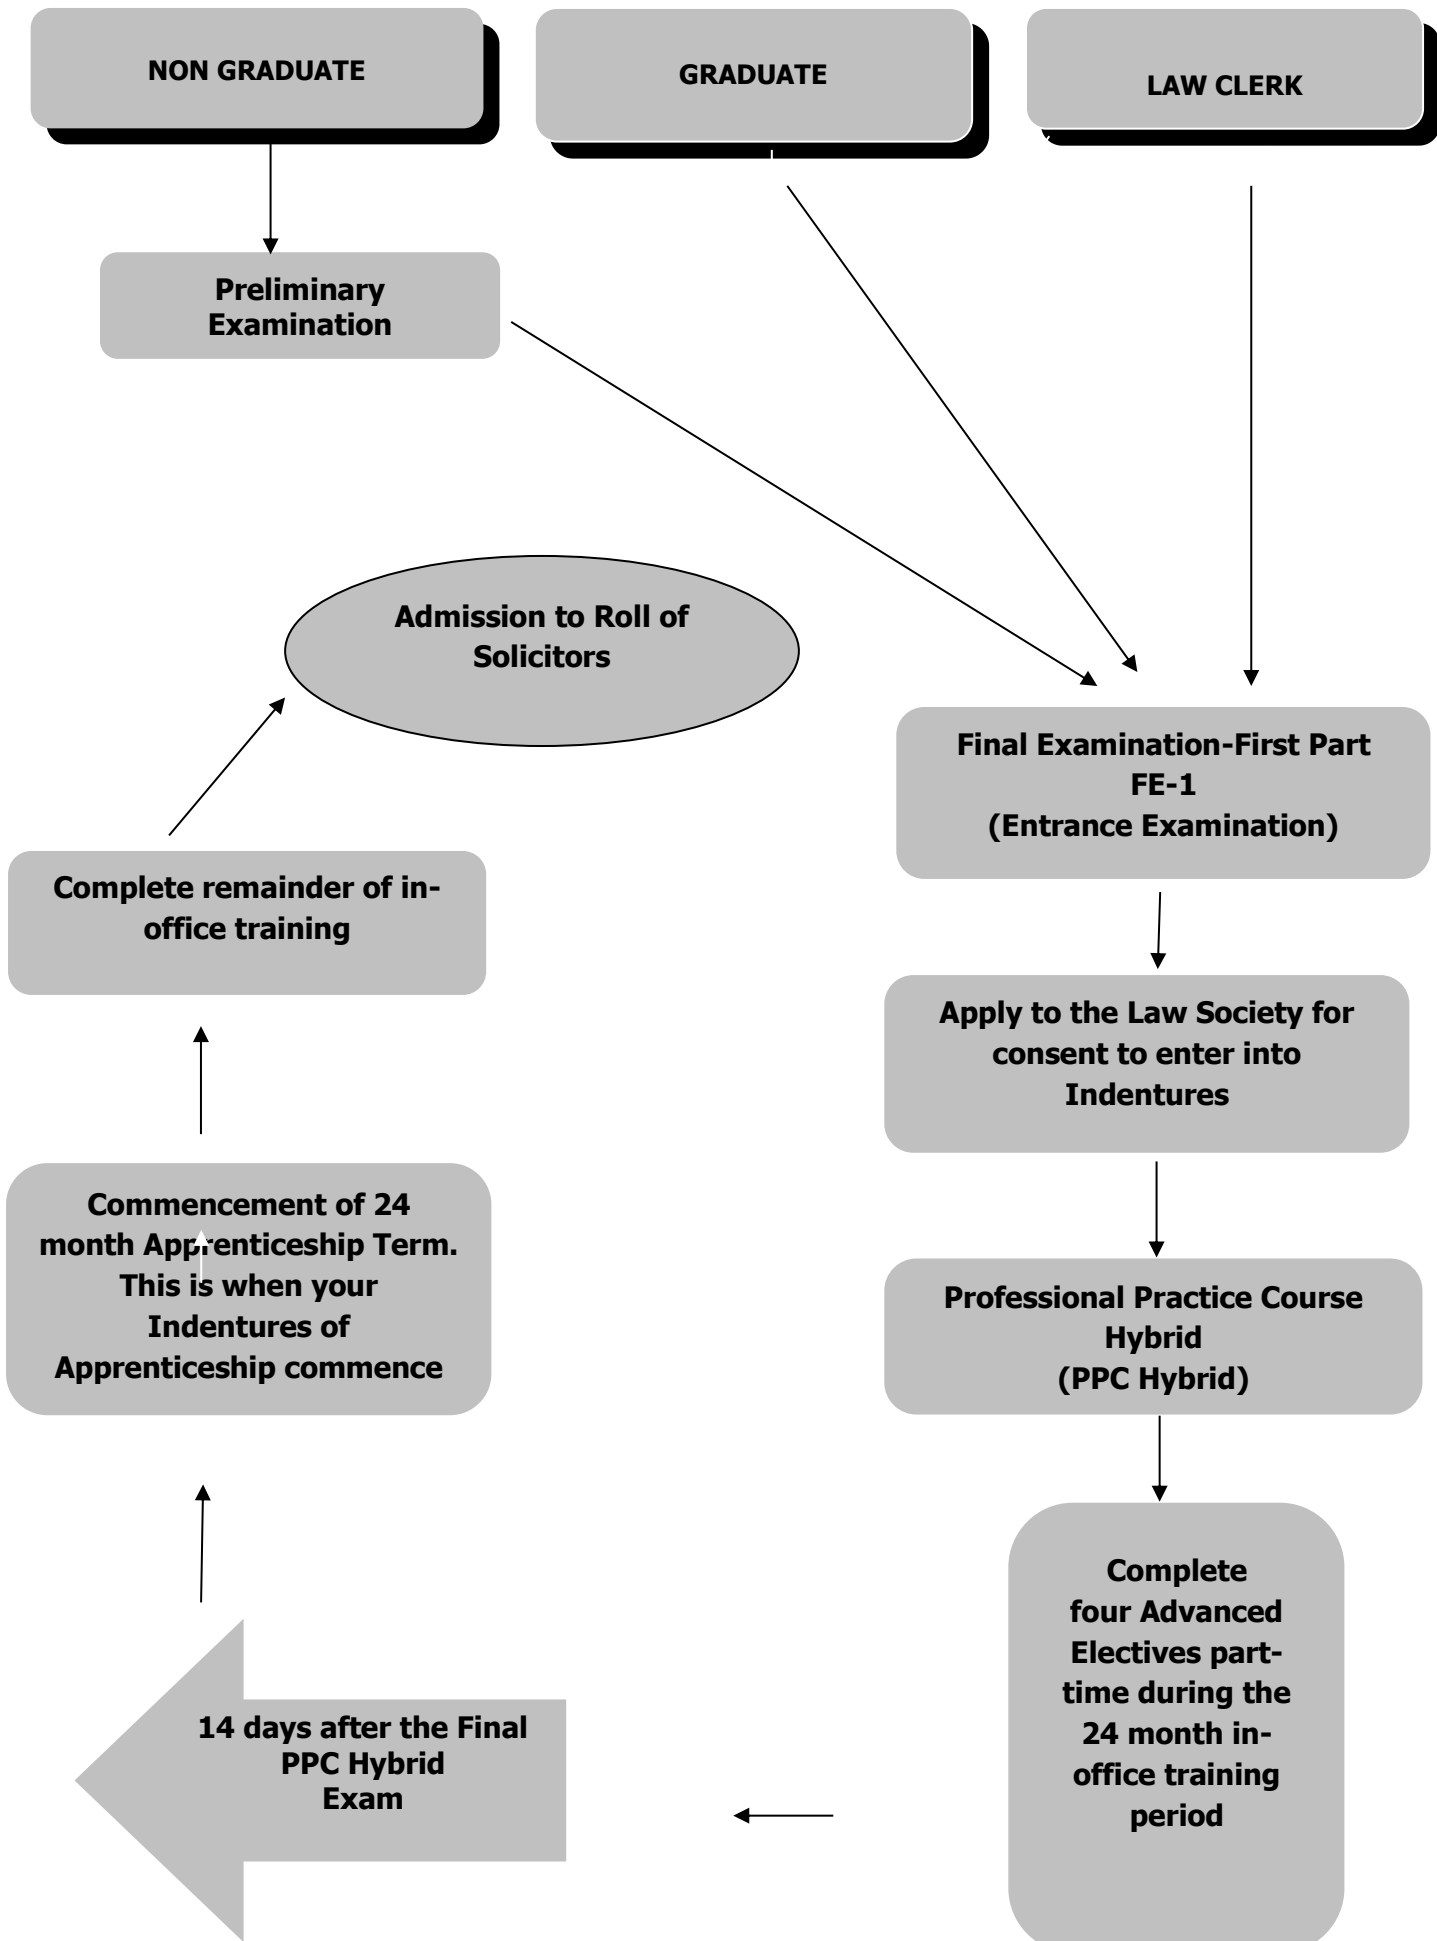 NON GRADUATE
GRADUATE
LAW CLERK
Preliminary
Examination
Admission to Roll of
Solicitors
Final Examination-First Part
FE-1
(Entrance Examination)
Complete remainder of in-
office training
Apply to the Law Society for
consent to enter into
Indentures
Commencement of 24
month Apprenticeship Term.
This is when your
Indentures of
Apprenticeship commence
Professional Practice Course
Hybrid
(PPC Hybrid)
Complete
four Advanced
Electives part-
time during the
24 month in-
office training
period
14 days after the Final
PPC Hybrid
Exam